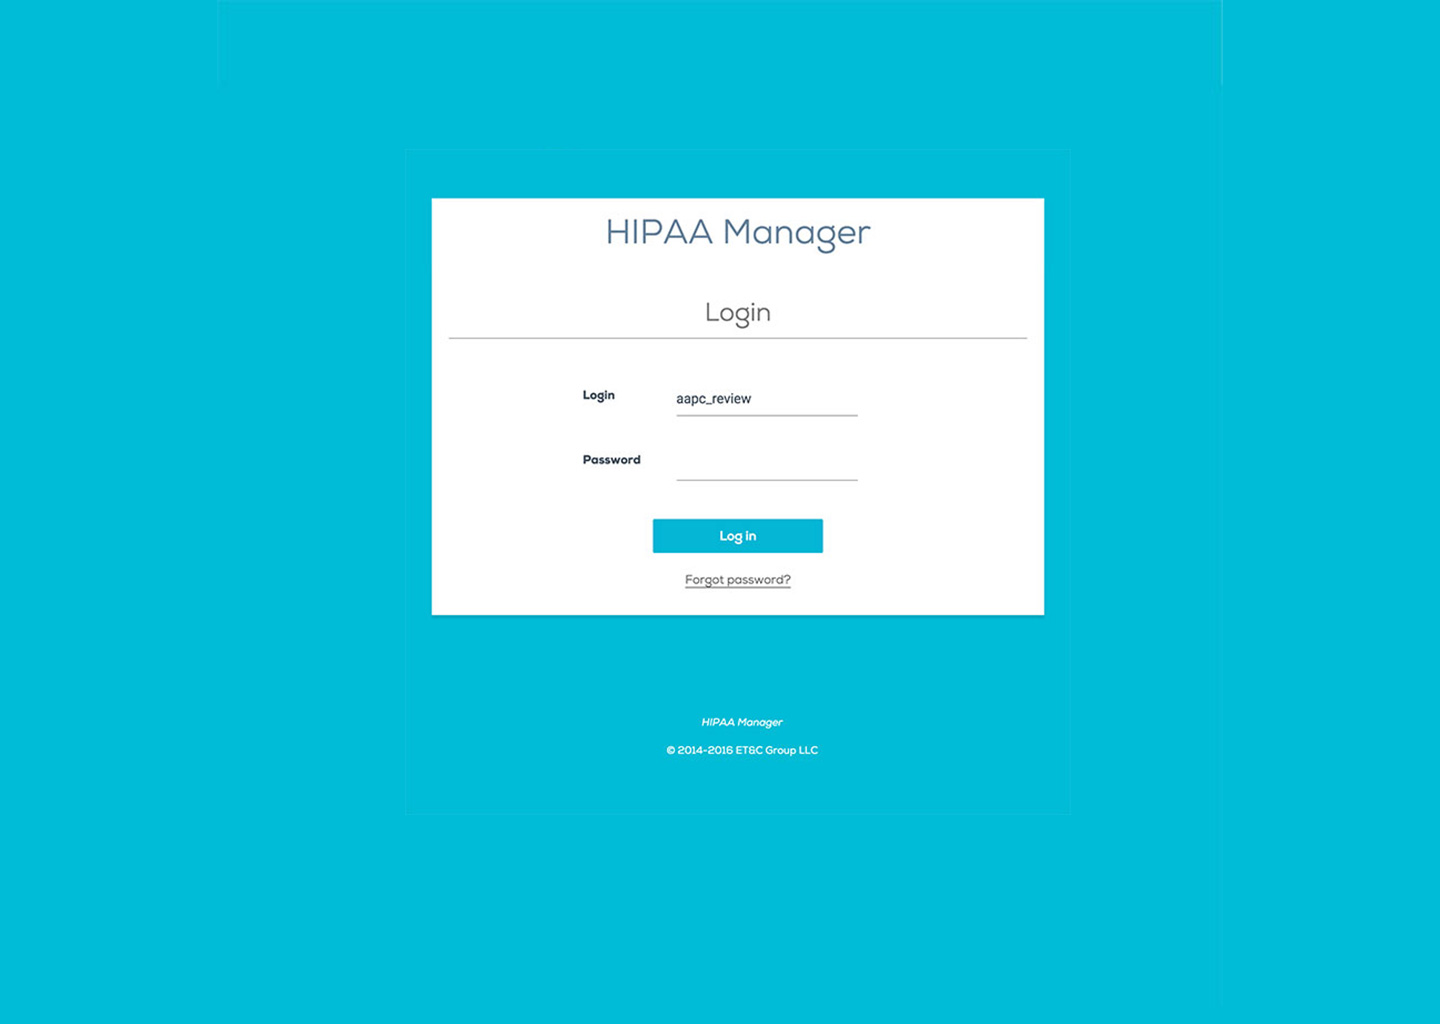 HIPAA Manager
Login
Login
aapc_review
Password
Log in
Forgot password?
HIPAA Manager
© 2014-2016 ET&C Group LLC